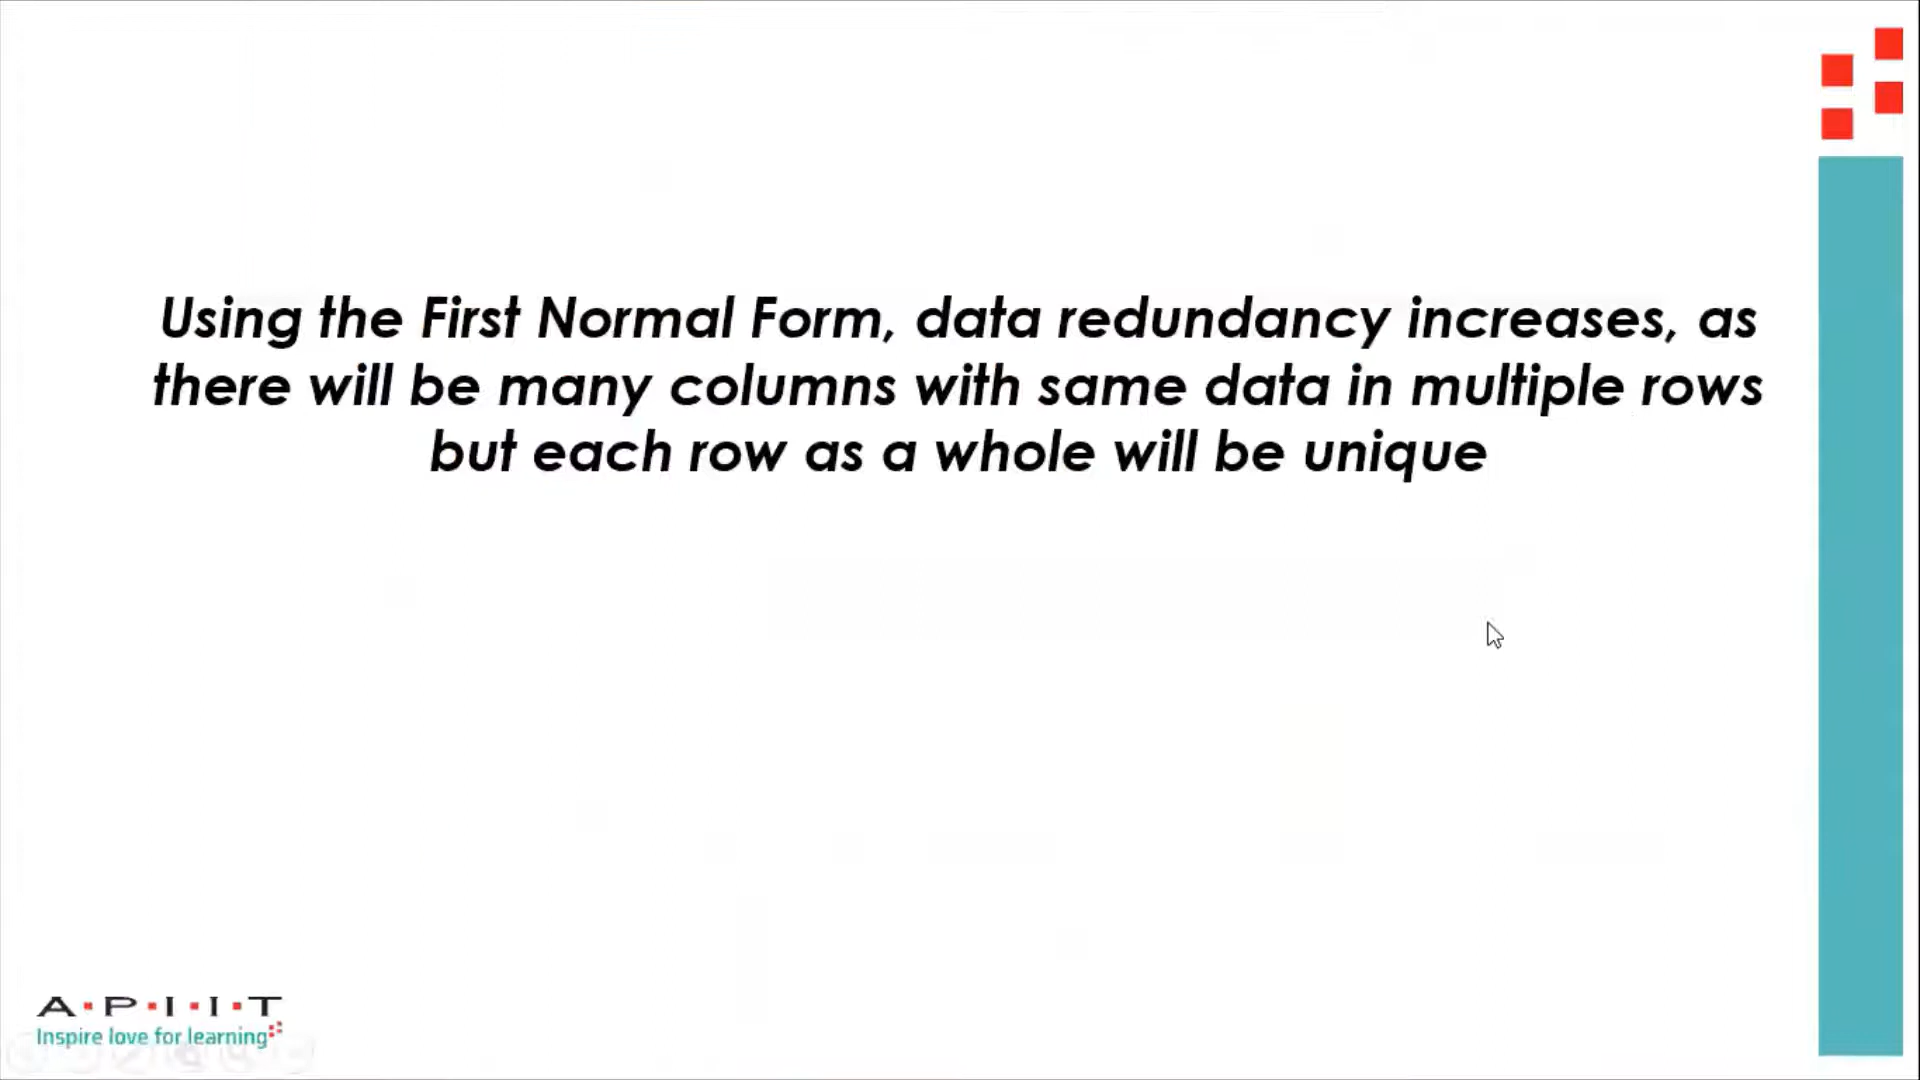 Using the First Normal Form, data redundancy increases, as
there will be many columns with same data in multiple rows
but each row as a whole will be unique
A·P·I·I·T
Inspire love for learning